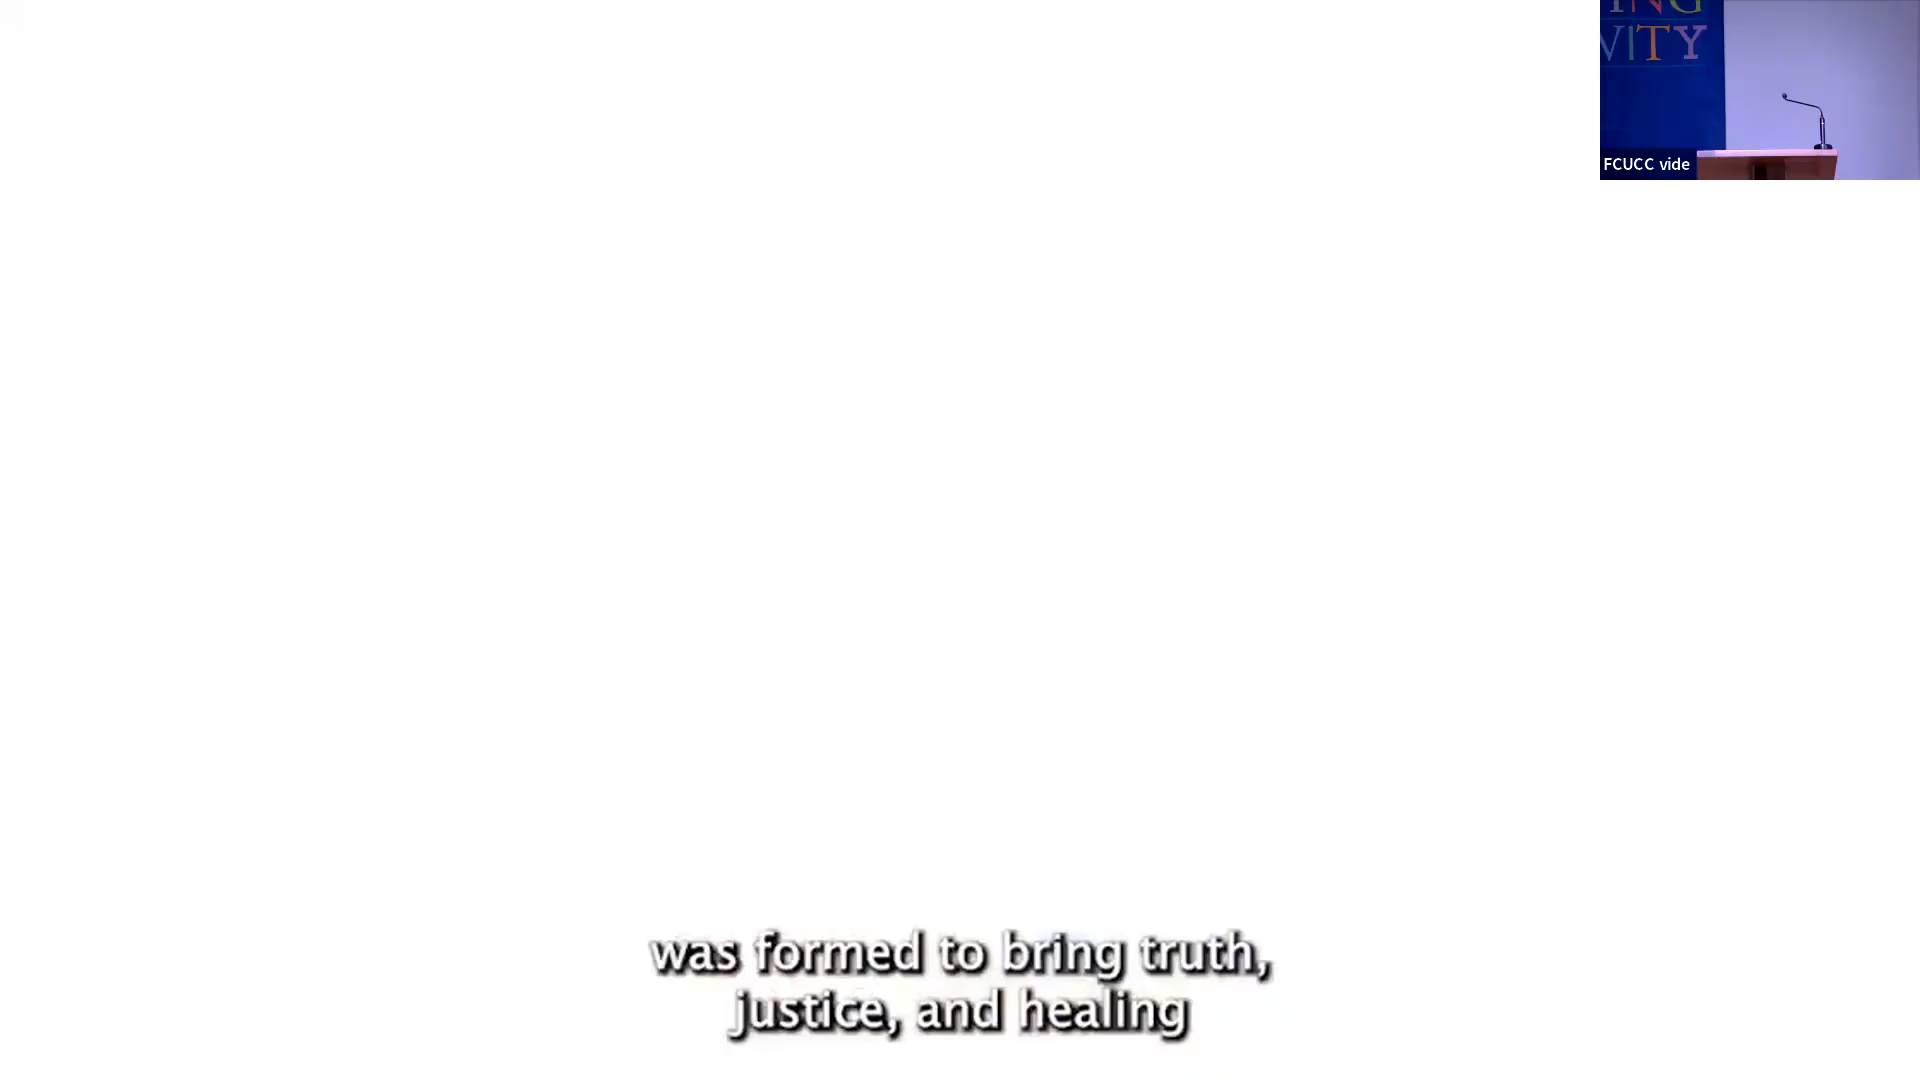 ING
VITY
FCUCC vide
was formed to bring truth,
justice, and healing